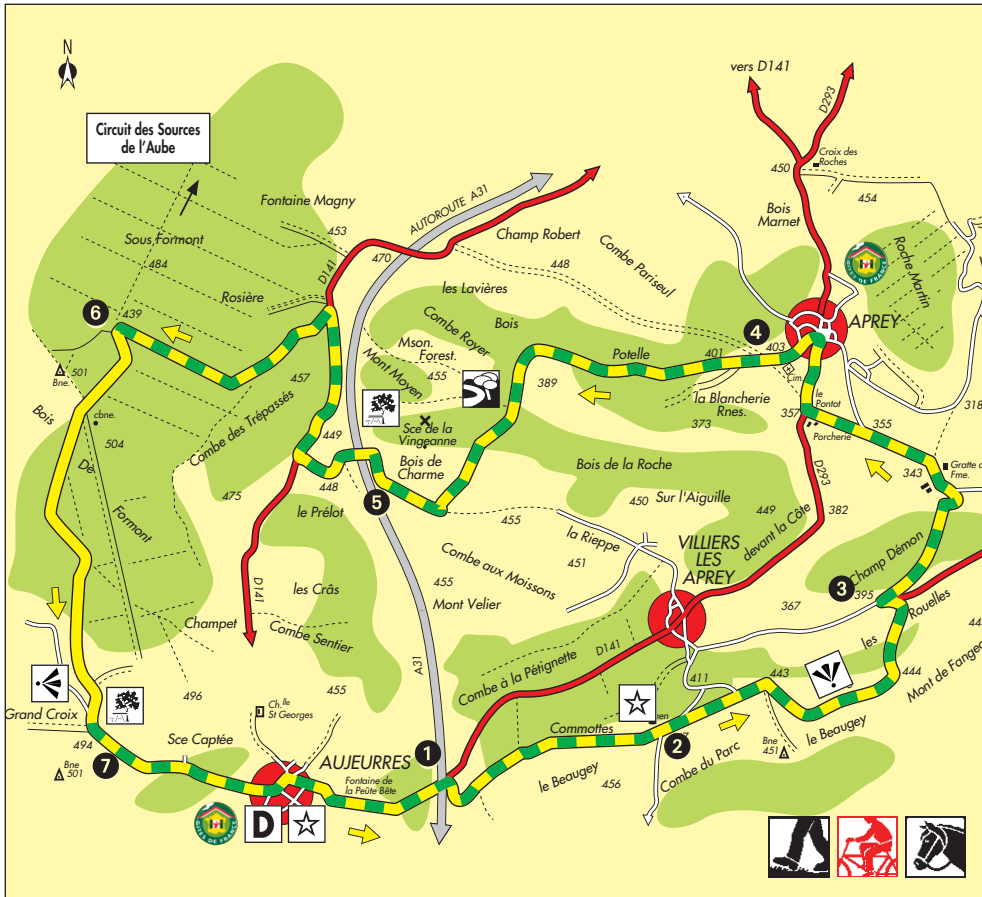 N
vers D141
D293
Circuit des Sources
de l'Aube
Croix des
Roches
450
454
Fontaine Magny
453
AUTOROUTE A31
Bois
Marnet
Champ Robert
470
448
Combe Pariseul
Sous Formont
484
D141
Roche Martin
GITES DE FRANCE
les Lavières
Rosière
6
439
Combe Royer
Bois
4
APREY
Mson.
Forest.
Potelle
401
403
501
Bne.
457
Mont Moyen
455
389
Cim.
Bois
Combe des Trépassés
la Blancherie
Rnes.
le
Pontot
357
318
cbne.
504
Sce de la
Vingeanne
373
Porcherie
355
449
Bois de
Charme
Bois de la Roche
343
Gratte
Fme.
De
475
448
D293
5
450
Sur l'Aiguille
449
382
le Prélot
455
la Rieppe
devant la Côte
Formont
VILLIERS
LES
APREY
451
Combe aux Moissons
Champ Démon
D141
les Crâs
455
3
395
Mont Velier
367
Champet
Combe Sentier
les
Rouelles
A31
Combe à la Pétignette
D141
444
Mont de Fange
411
443
496
455
Grand Croix
Ch.lle
St Georges
Commottes
2
le Beaugey
494
Sce Captée
1
Bne
451
Combe du Parc
7
AUJEURRES
le Beaugey
456
Bne
501
Fontaine de
la Peûte Bête
D
GITES DE FRANCE